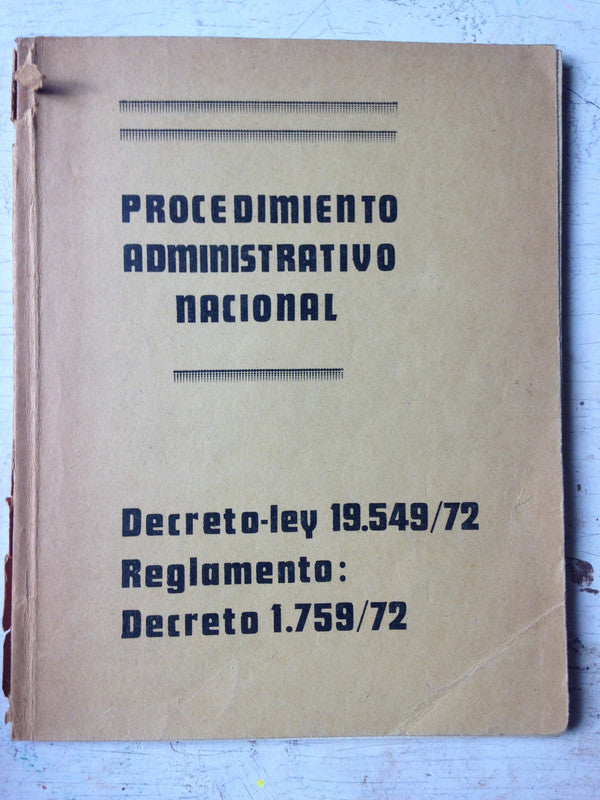 PROCEDIMIENTO
ADMINISTRATIVO
NACIONAL
Decreto-ley 19.549/72
Reglamento:
Decreto 1.759/72